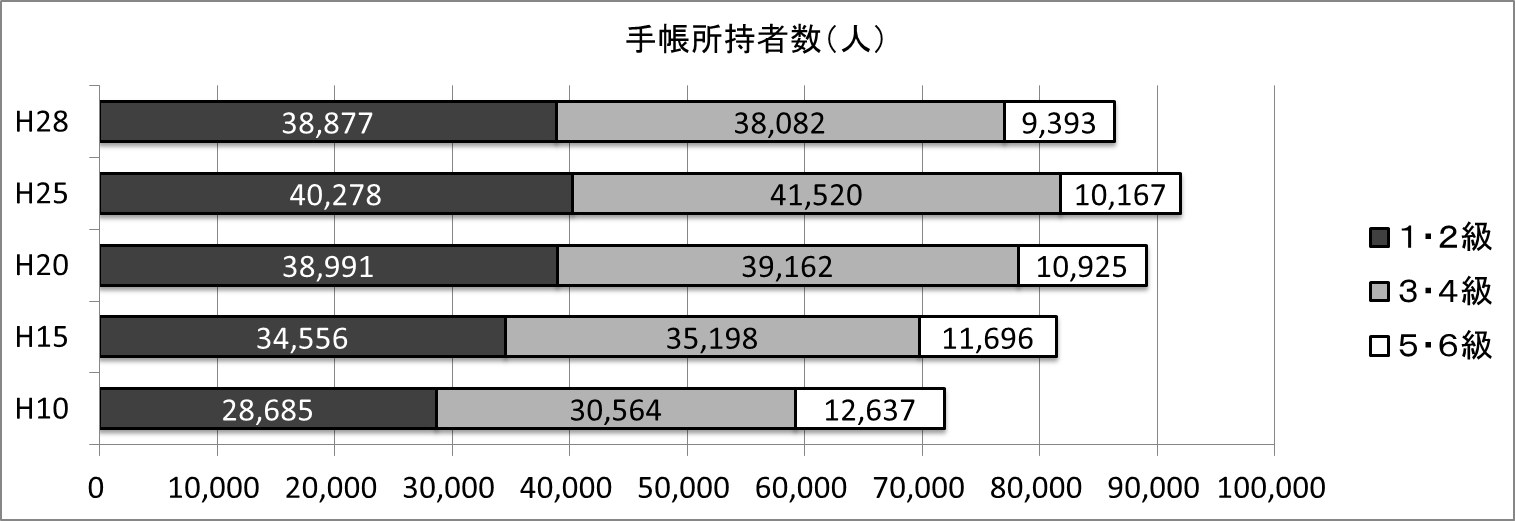 手帳所持者数（人）
H28 38,877 38,082 9,393
H25 40,278 41,520 10,167
H20 38,991 39,162 10,925
H15 34,556 35,198 11,696
H10 28,685 30,564 12,637
0 10,000 20,000 30,000 40,000 50,000 60,000 70,000 80,000 90,000 100,000
１・２級
３・４級
５・６級